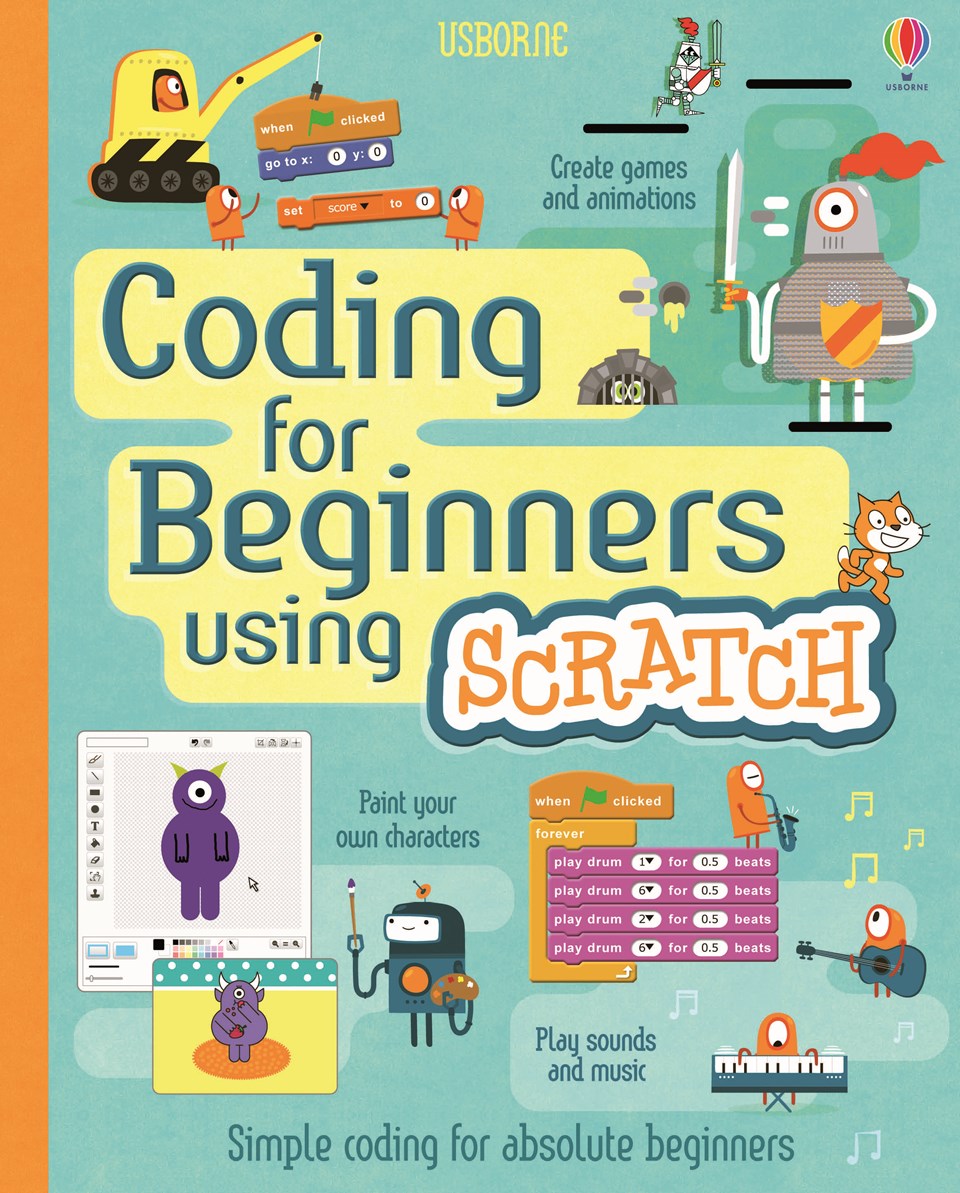 USBORNE
USBORNE
when clicked
go to x: 0 y: 0
set score to 0
Create games
and animations
Coding
for
Beginners
using
SCRATCH
T
Paint your
own characters
when clicked
forever
play drum 1 for 0.5 beats
play drum 6 for 0.5 beats
play drum 2 for 0.5 beats
play drum 6 for 0.5 beats
Play sounds
and music
Simple coding for absolute beginners